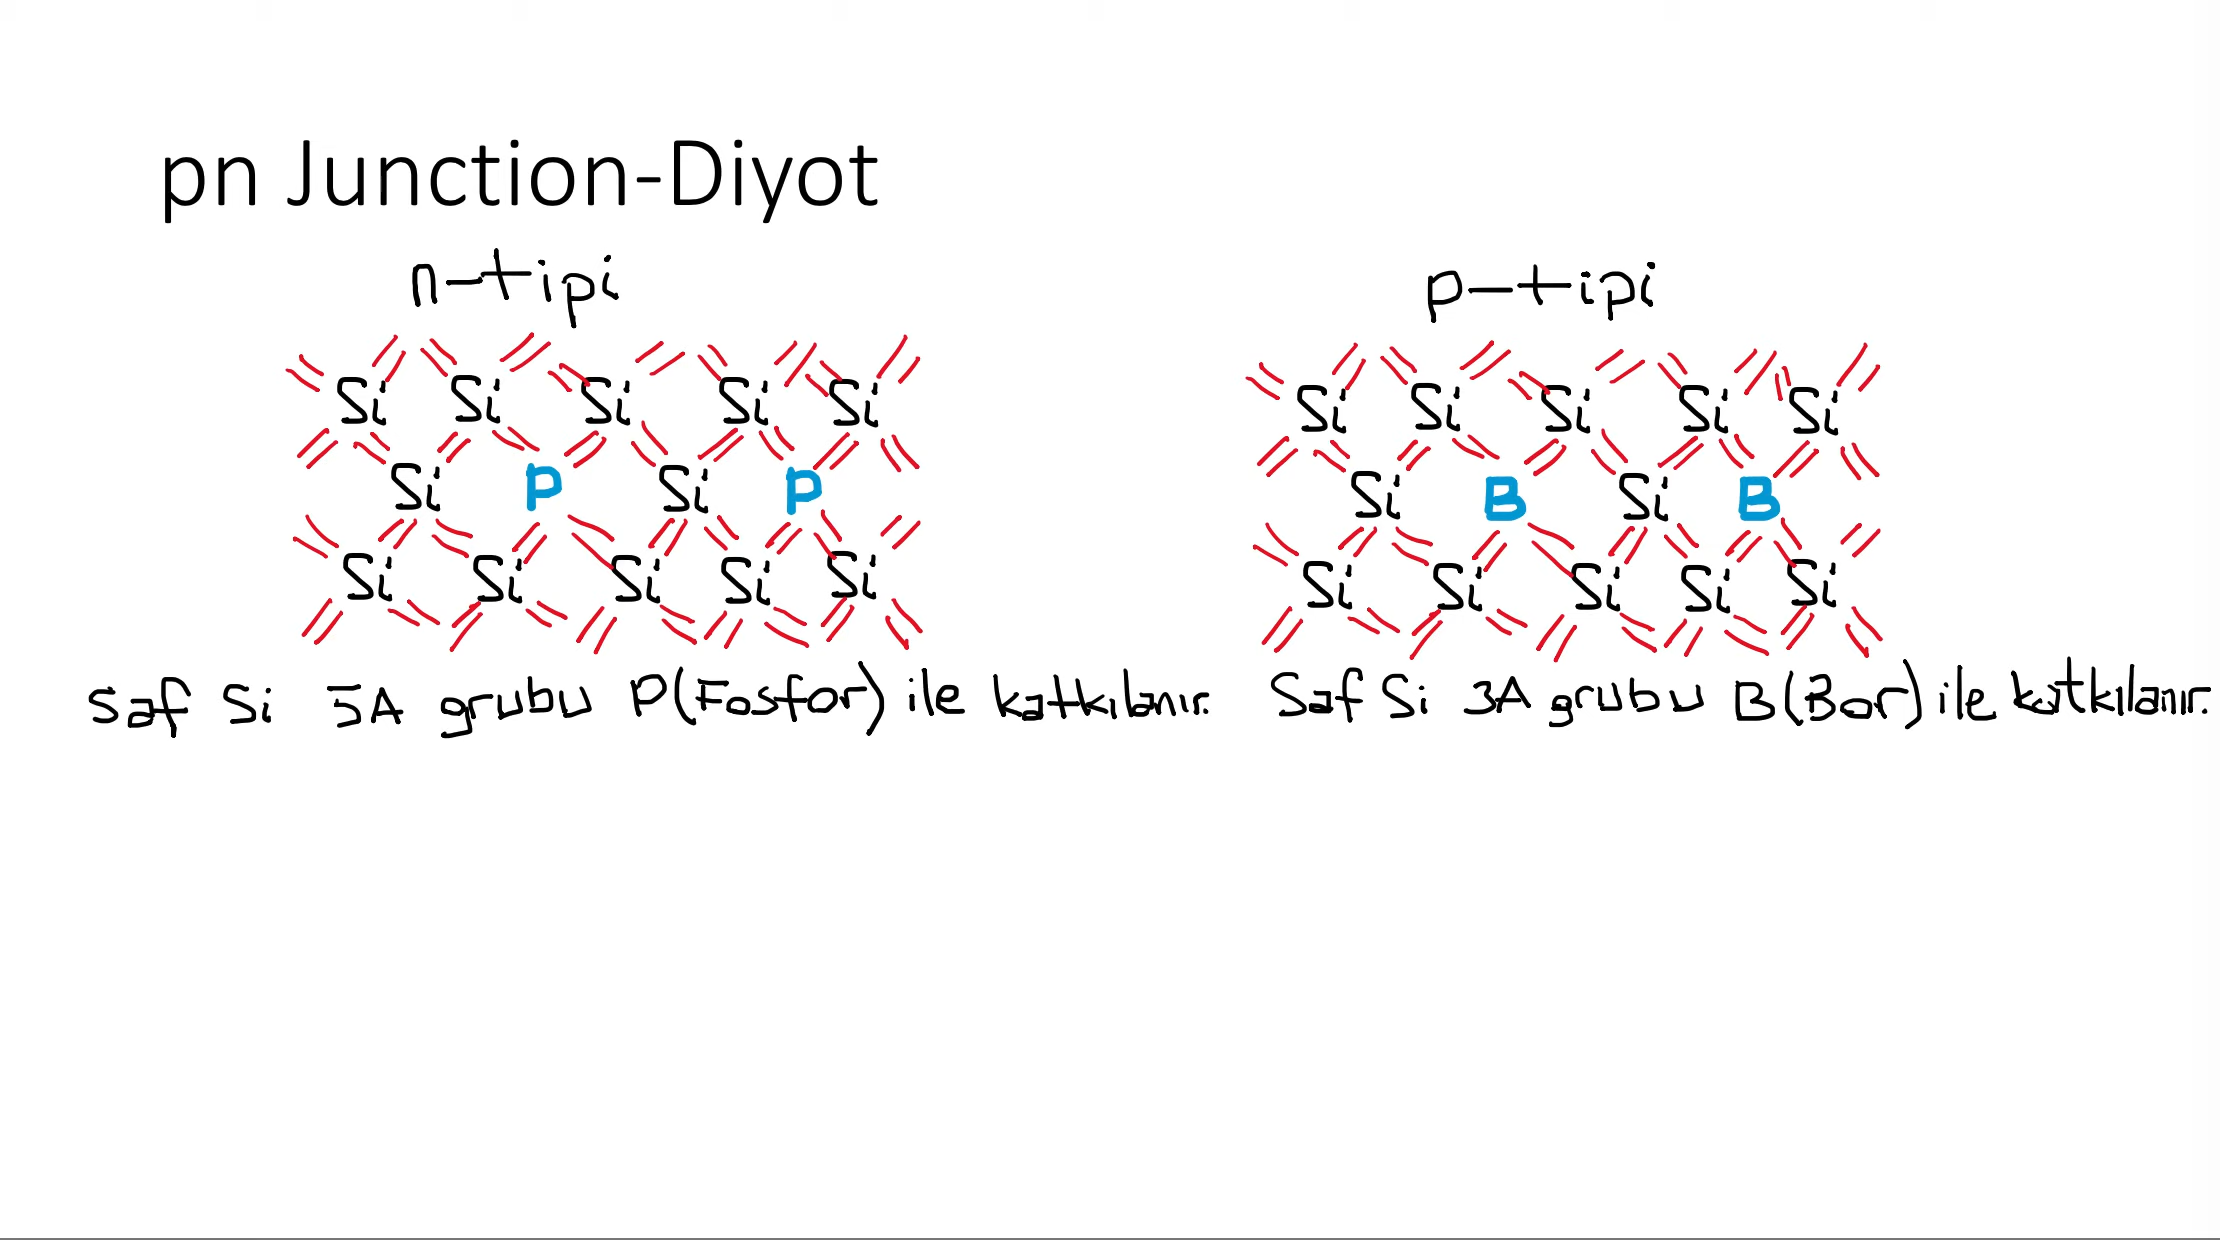 pn Junction-Diyot
n-tipi
p-tipi
Si Si Si Si Si
Si P Si P
Si Si Si Si Si
Si Si Si Si Si
Si B Si B
Si Si Si Si Si
Saf Si 5A grubu P(Fosfor) ile katkılanır.
Saf Si 3A grubu B(Bor) ile katkılanır.